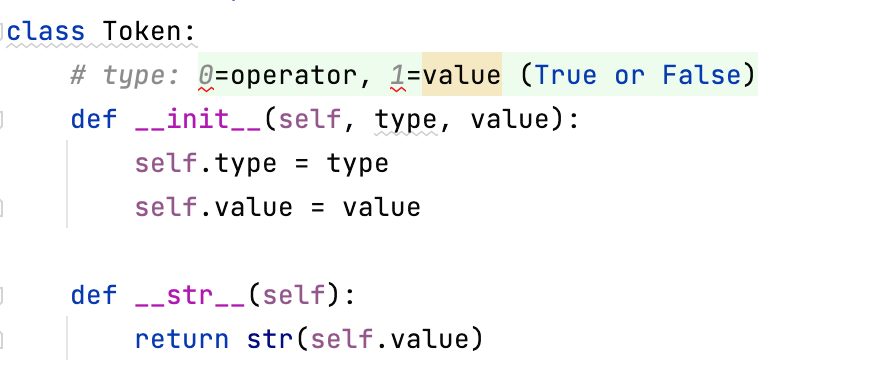 class Token:
    # type: 0=operator, 1=value (True or False)
    def __init__(self, type, value):
        self.type = type
        self.value = value

    def __str__(self):
        return str(self.value)